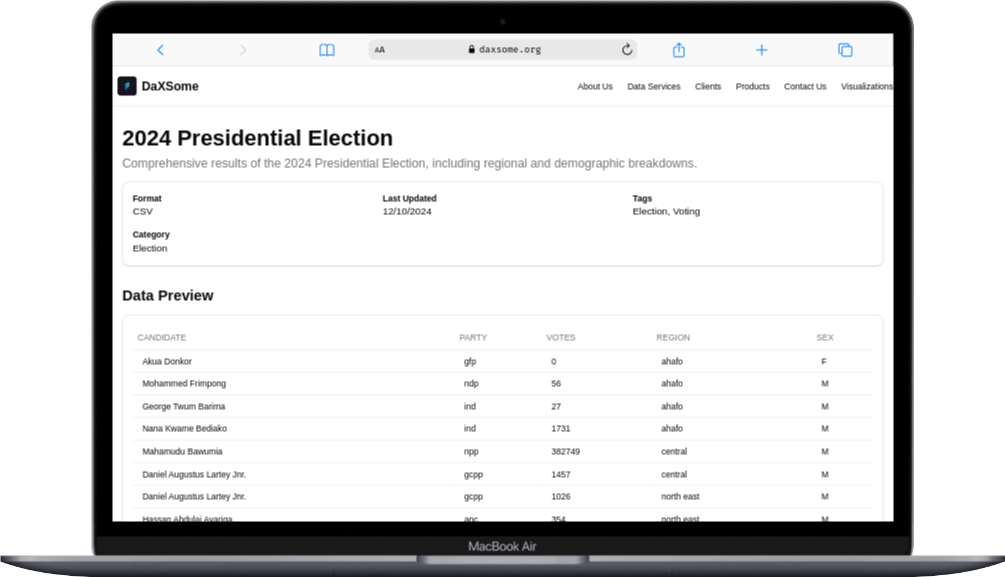 AA daxsome.org
DaXSome About Us Data Services Clients Products Contact Us Visualizations
2024 Presidential Election
Comprehensive results of the 2024 Presidential Election, including regional and demographic breakdowns.
Format Last Updated Tags
CSV 12/10/2024 Election, Voting
Category
Election
Data Preview
CANDIDATE PARTY VOTES REGION SEX
Akua Donkor gfp 0 ahafo F
Mohammed Frimpong ndp 56 ahafo M
George Twum Barima ind 27 ahafo M
Nana Kwame Bediako ind 1731 ahafo M
Mahamudu Bawumia npp 382749 central M
Daniel Augustus Lartey Jnr. gcpp 1457 central M
Daniel Augustus Lartey Jnr. gcpp 1026 north east M
Hassan Abdulai Ayariga apc 354 north east M
MacBook Air